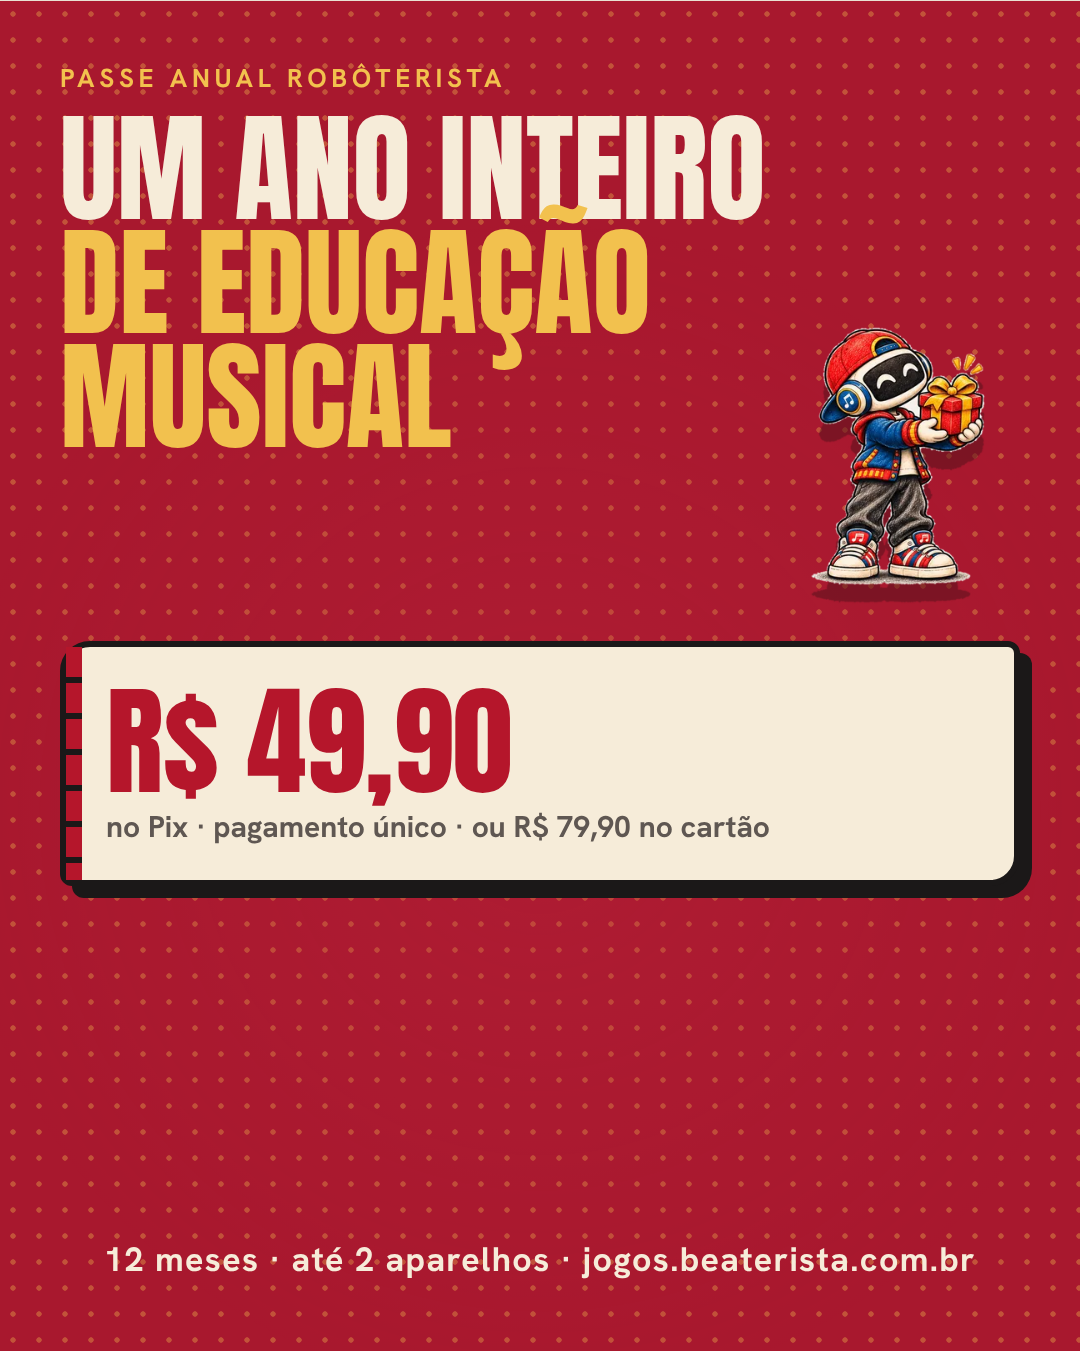 PASSE ANUAL ROBÔTERISTA
UM ANO INTEIRO
DE EDUCAÇÃO
MUSICAL
R$ 49,90
no Pix · pagamento único · ou R$ 79,90 no cartão
12 meses · até 2 aparelhos · jogos.beaterista.com.br